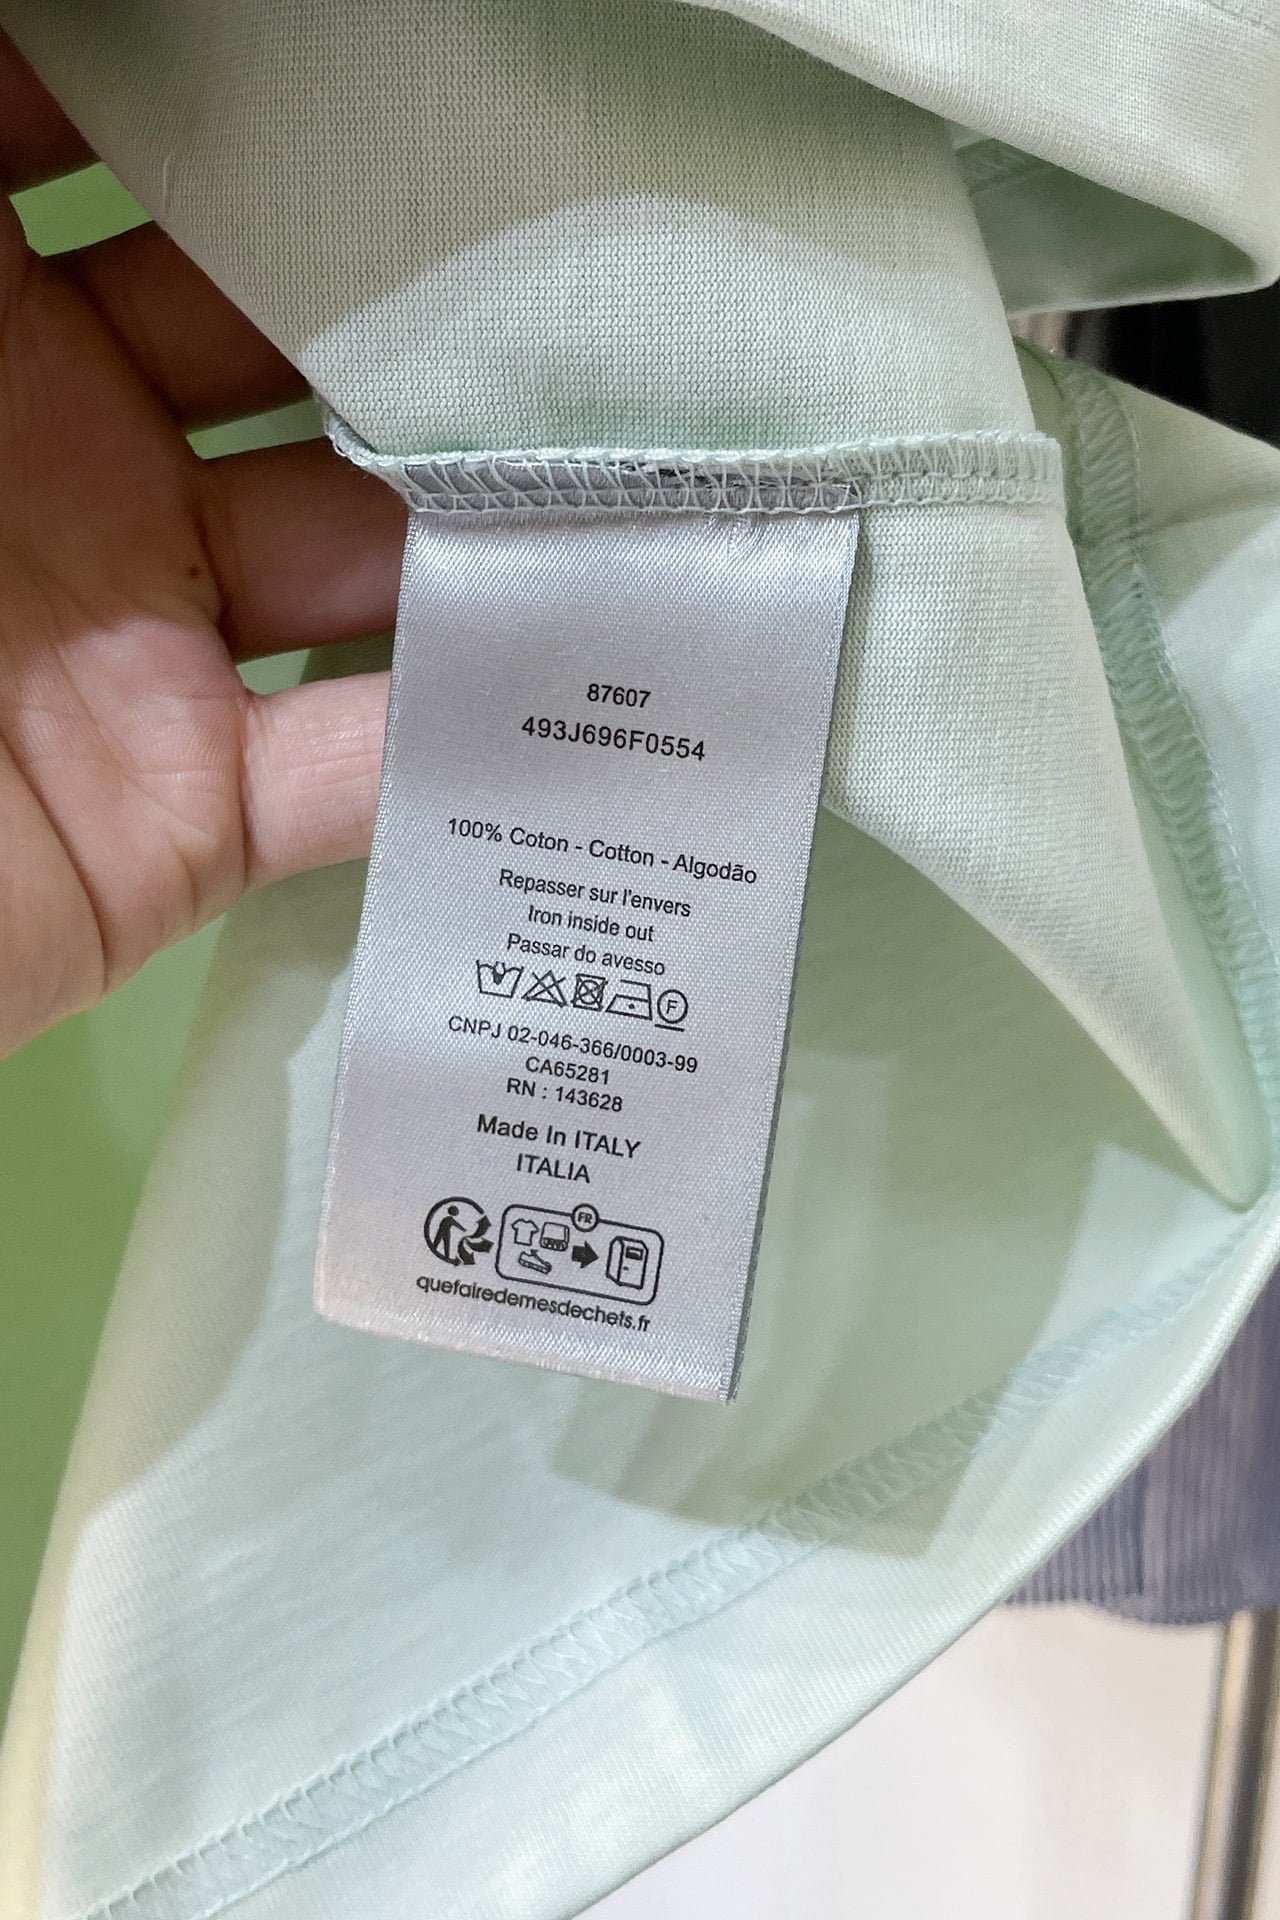 87607
493J696F0554
100% Coton - Cotton - Algodão
Repasser sur l'envers
Iron inside out
Passar do avesso
F
CNPJ 02-046-366/0003-99
CA65281
RN : 143628
Made In ITALY
ITALIA
FR
quefairedemesdechets.fr